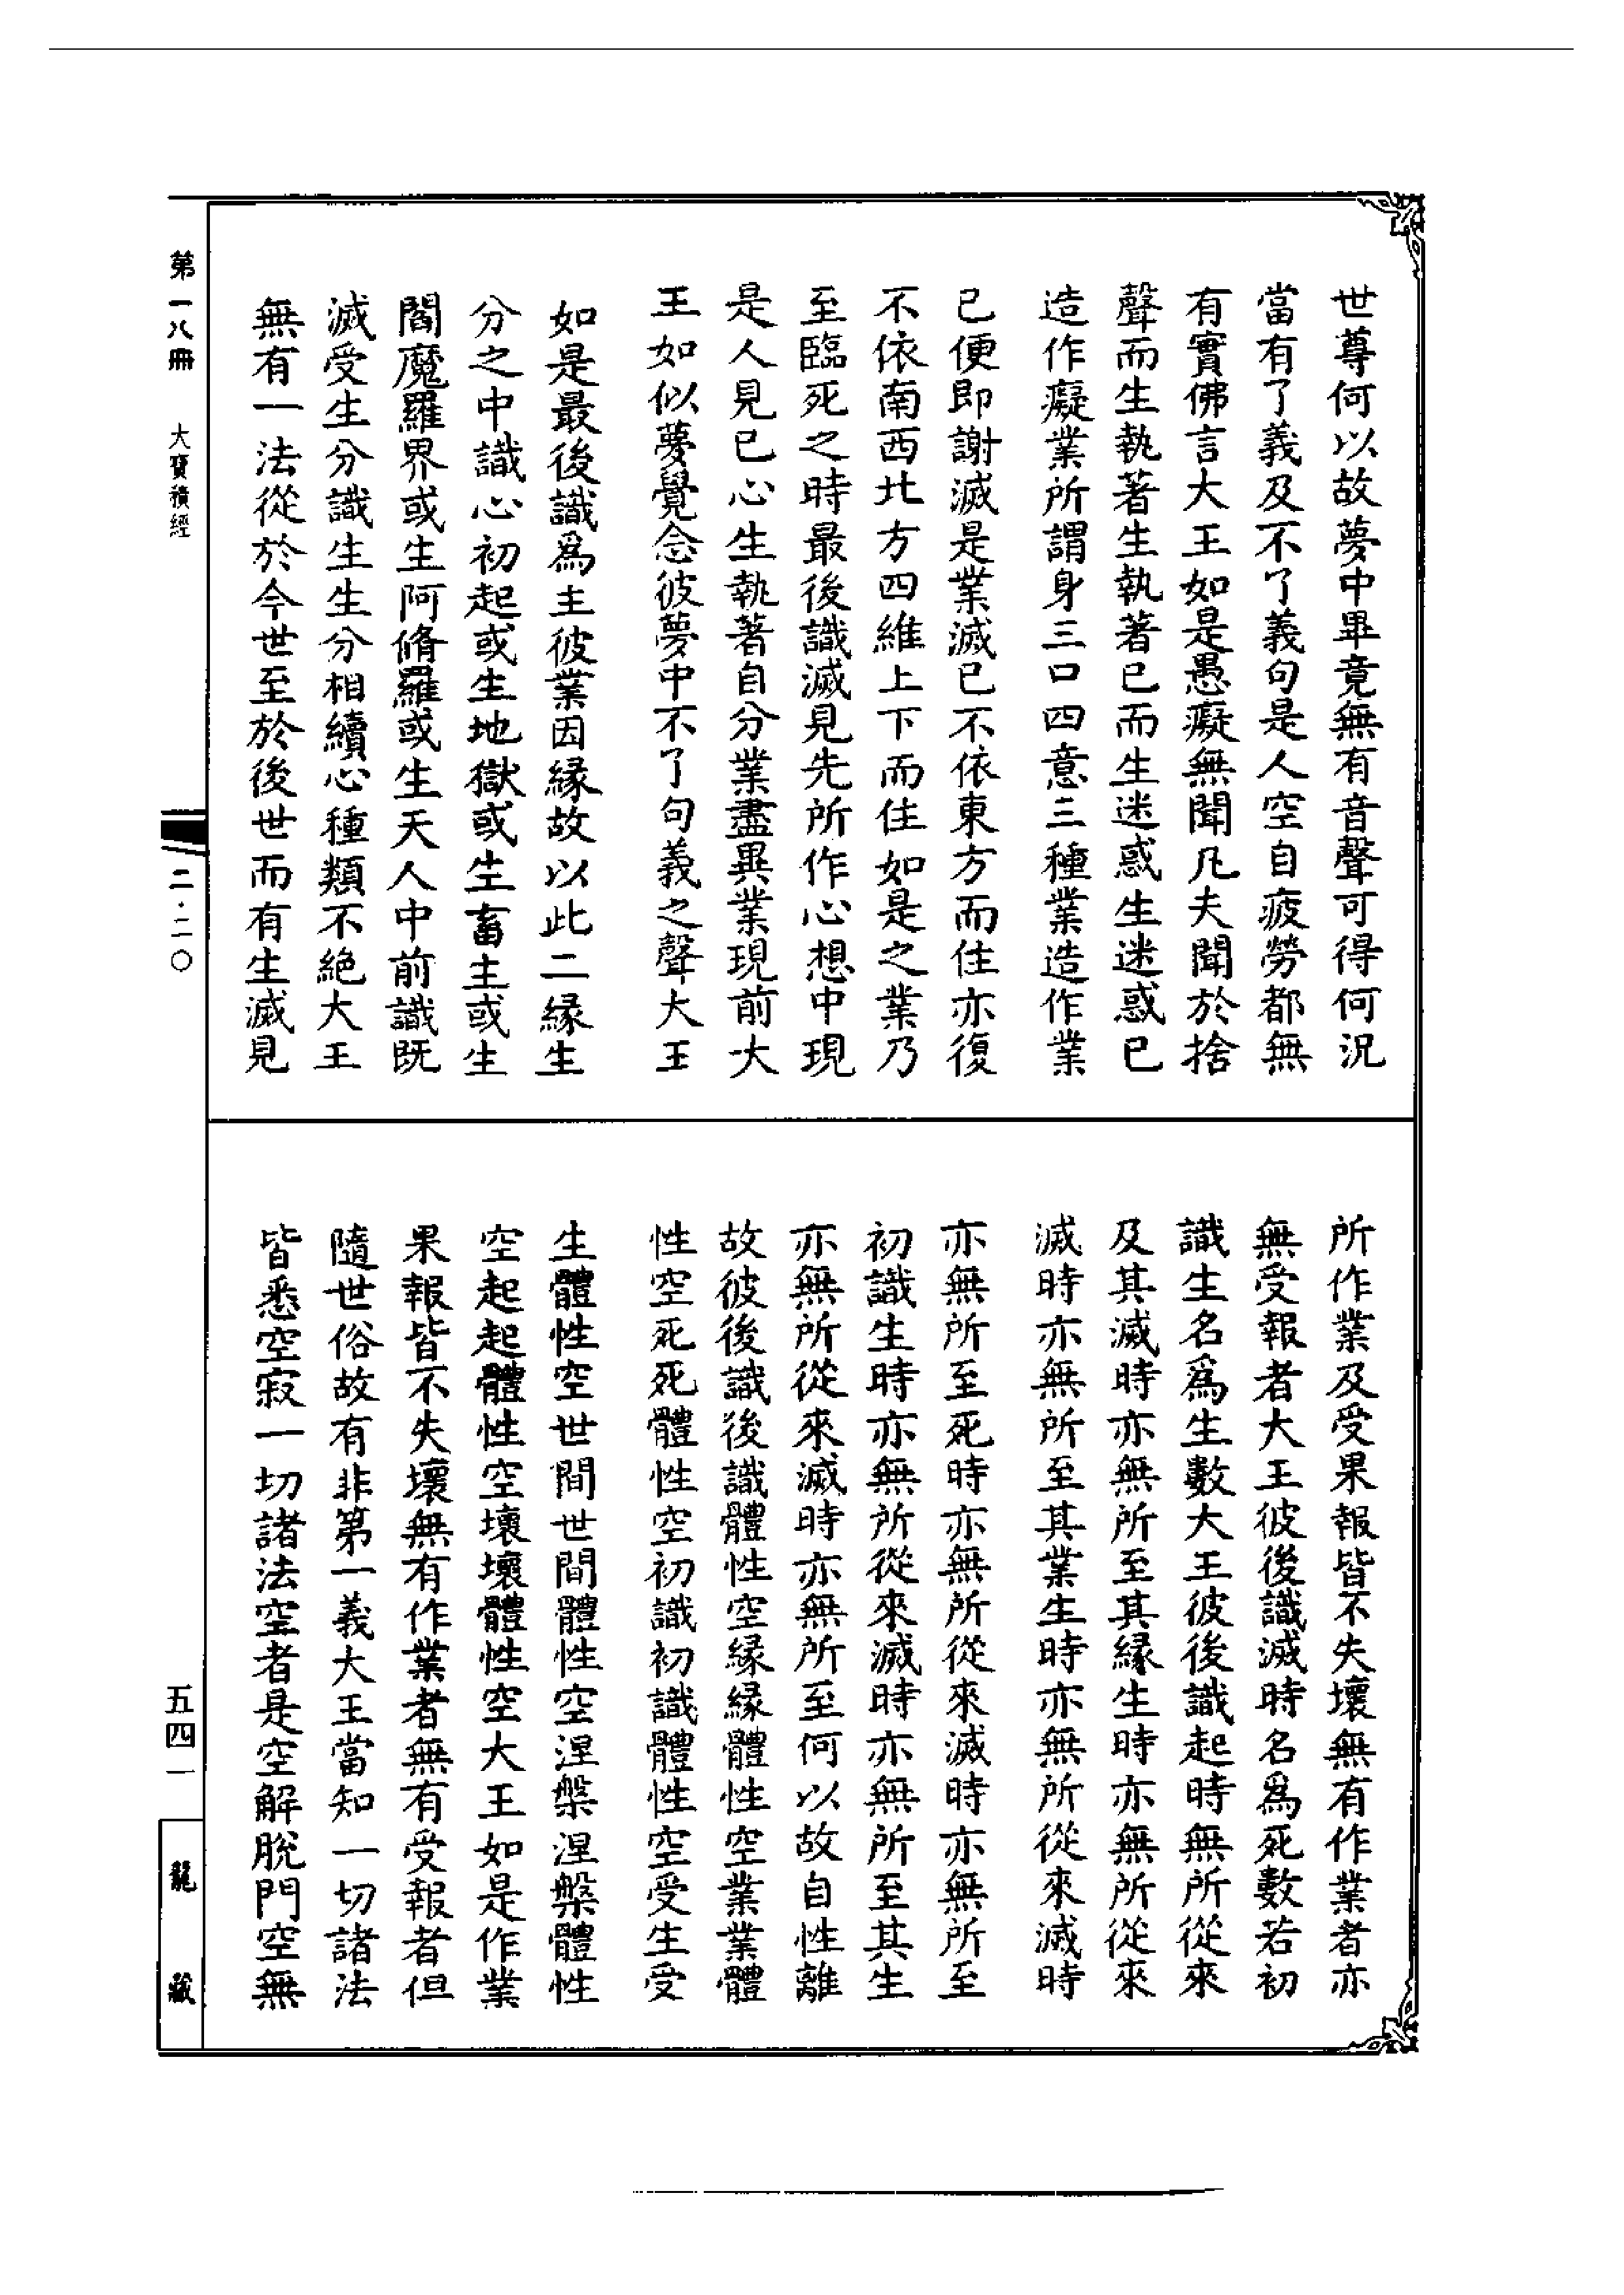 世尊何以故夢中畢竟無有音聲可得何況
當有了義及不了義句是人空自疲勞都無
有實佛言大王如是愚癡無聞凡夫聞於捨
聲而生執著生執著已而生迷惑生迷惑已
造作癡業所謂身三口四意三種業造作業
已便即謝滅是業滅已不依東方而住亦復
不依南西北方四維上下而住如是之業乃
至臨死之時最後識滅見先所作心想中現
是人見已心生執著自分業盡異業現前大
王如似夢覺念彼夢中不了句義之聲大王
如是最後識爲主彼業因緣故以此二緣生
分之中識心初起或生地獄或生畜生或生
閻魔羅界或生阿脩羅或生天人中前識既
滅受生分識生生分相續心種類不絕大王
無有一法從於今世至於後世而有生滅見
所作業及受果報皆不失壞無有作業者亦
無受報者大王彼後識滅時名爲死數若初
識生名爲生數大王彼後識起時無所從來
及其滅時亦無所至其緣生時亦無所從來
滅時亦無所至其業生時亦無所從來滅時
亦無所至死時亦無所從來滅時亦無所至
初識生時亦無所從來滅時亦無所至其生
亦無所從來滅時亦無所至何以故自性離
故彼後識後識體性空緣緣體性空業業體
性空死死體性空初識初識體性空受生受
生體性空世間世間體性空涅槃涅槃體性
空起起體性空壞壞體性空大王如是作業
果報皆不失壞無有作業者無有受報者但
隨世俗故有非第一義大王當知一切諸法
皆悉空寂一切諸法空者是空解脫門空無
第一八冊 大寶積經 二·二〇 五四一 龍藏